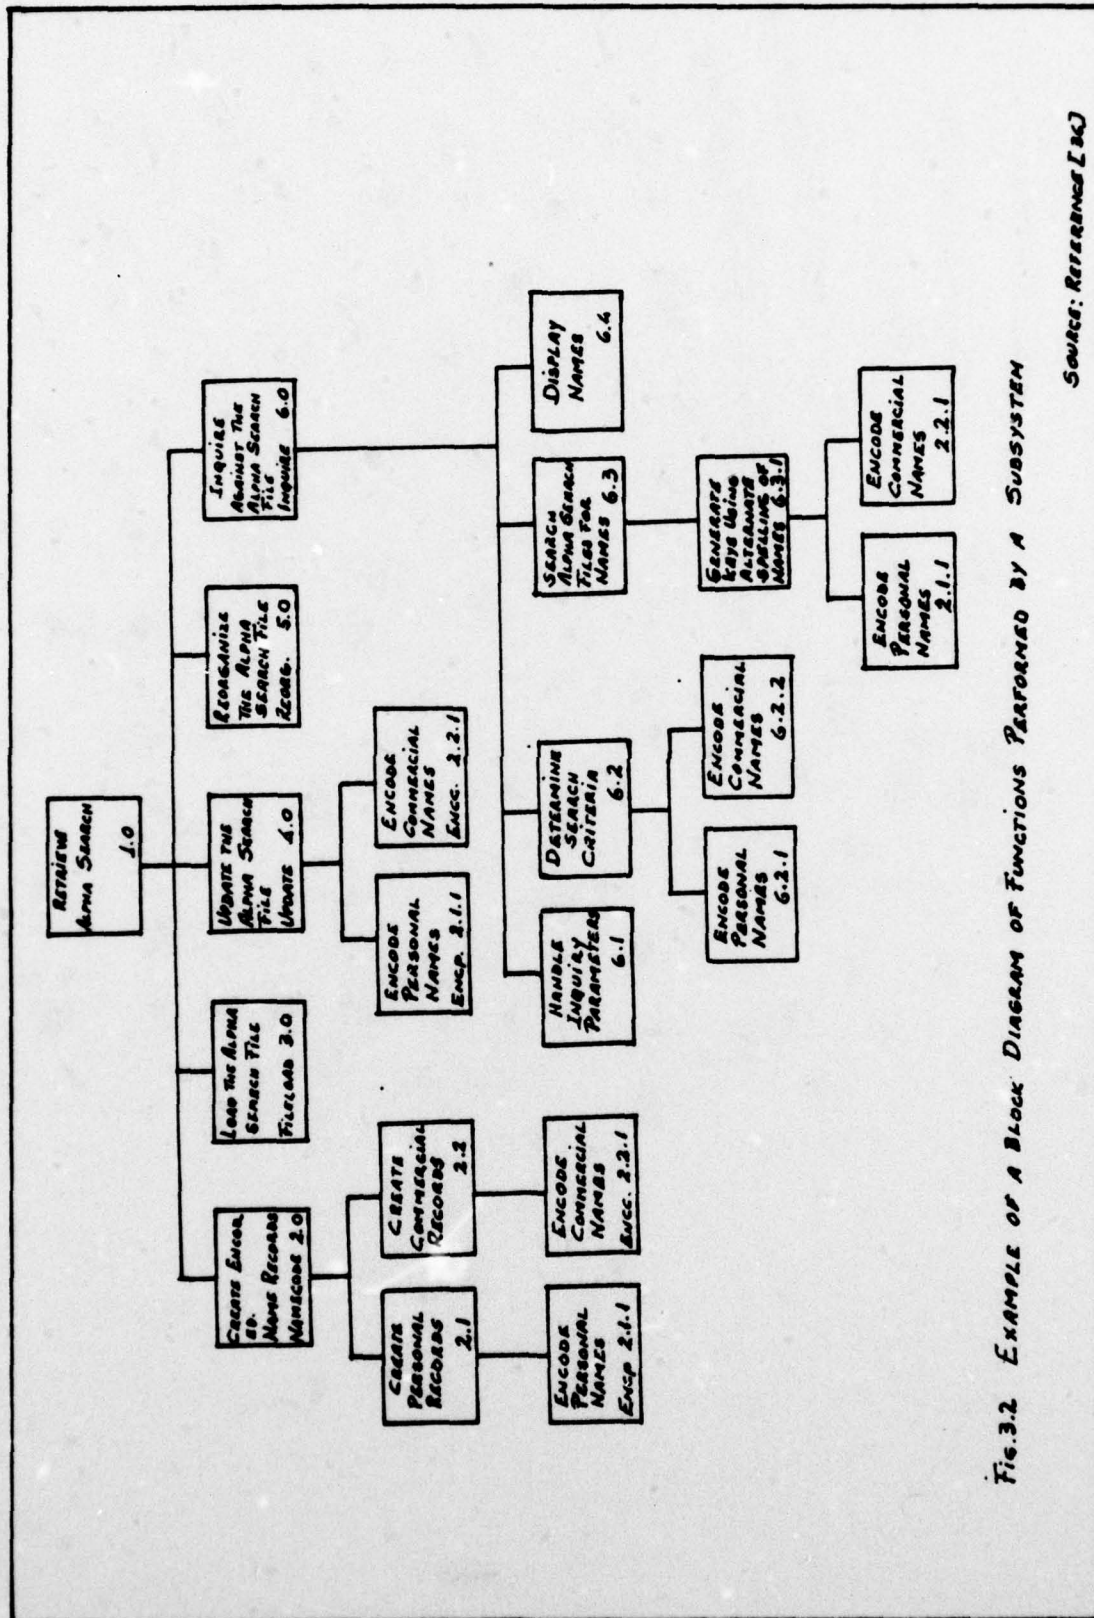 RETRIEVE
ALPHA SEARCH
1.0
CREATE ENCOD
ED.
NAME RECORDS
NAMECODE 2.0
LOAD THE ALPHA
SEARCH FILE
FILELOAD 3.0
UPDATE THE
ALPHA SEARCH
FILE
UPDATE 4.0
REORGANIZE
THE ALPHA
SEARCH FILE
REORG. 5.0
INQUIRE
AGAINST THE
ALPHA SEARCH
FILE
INQUIRE 6.0
CREATE
PERSONAL
RECORDS
2.1
CREATE
COMMERCIAL
RECORDS
2.2
ENCODE
PERSONAL
NAMES
ENCP. 2.1.1
ENCODE
COMMERCIAL
NAMES
ENCC. 2.2.1
ENCODE
PERSONAL
NAMES
ENCP 2.1.1
ENCODE
COMMERCIAL
NAMES
ENCC. 2.2.1
HANDLE
INQUIRY
PARAMETERS
6.1
DETERMINE
SEARCH
CRITERIA
6.2
SEARCH
ALPHA SEARCH
FILES FOR
NAMES 6.3
DISPLAY
NAMES
6.4
ENCODE
PERSONAL
NAMES
6.2.1
ENCODE
COMMERCIAL
NAMES
6.2.2
GENERATE
KEYS USING
ALTERNATE
SPELLING OF
NAMES 6.3.1
ENCODE
PERSONAL
NAMES
2.1.1
ENCODE
COMMERCIAL
NAMES
2.2.1
FIG.3.2 EXAMPLE OF A BLOCK DIAGRAM OF FUNCTIONS PERFORMED BY A SUBSYSTEM
SOURCE: REFERENCE [36]